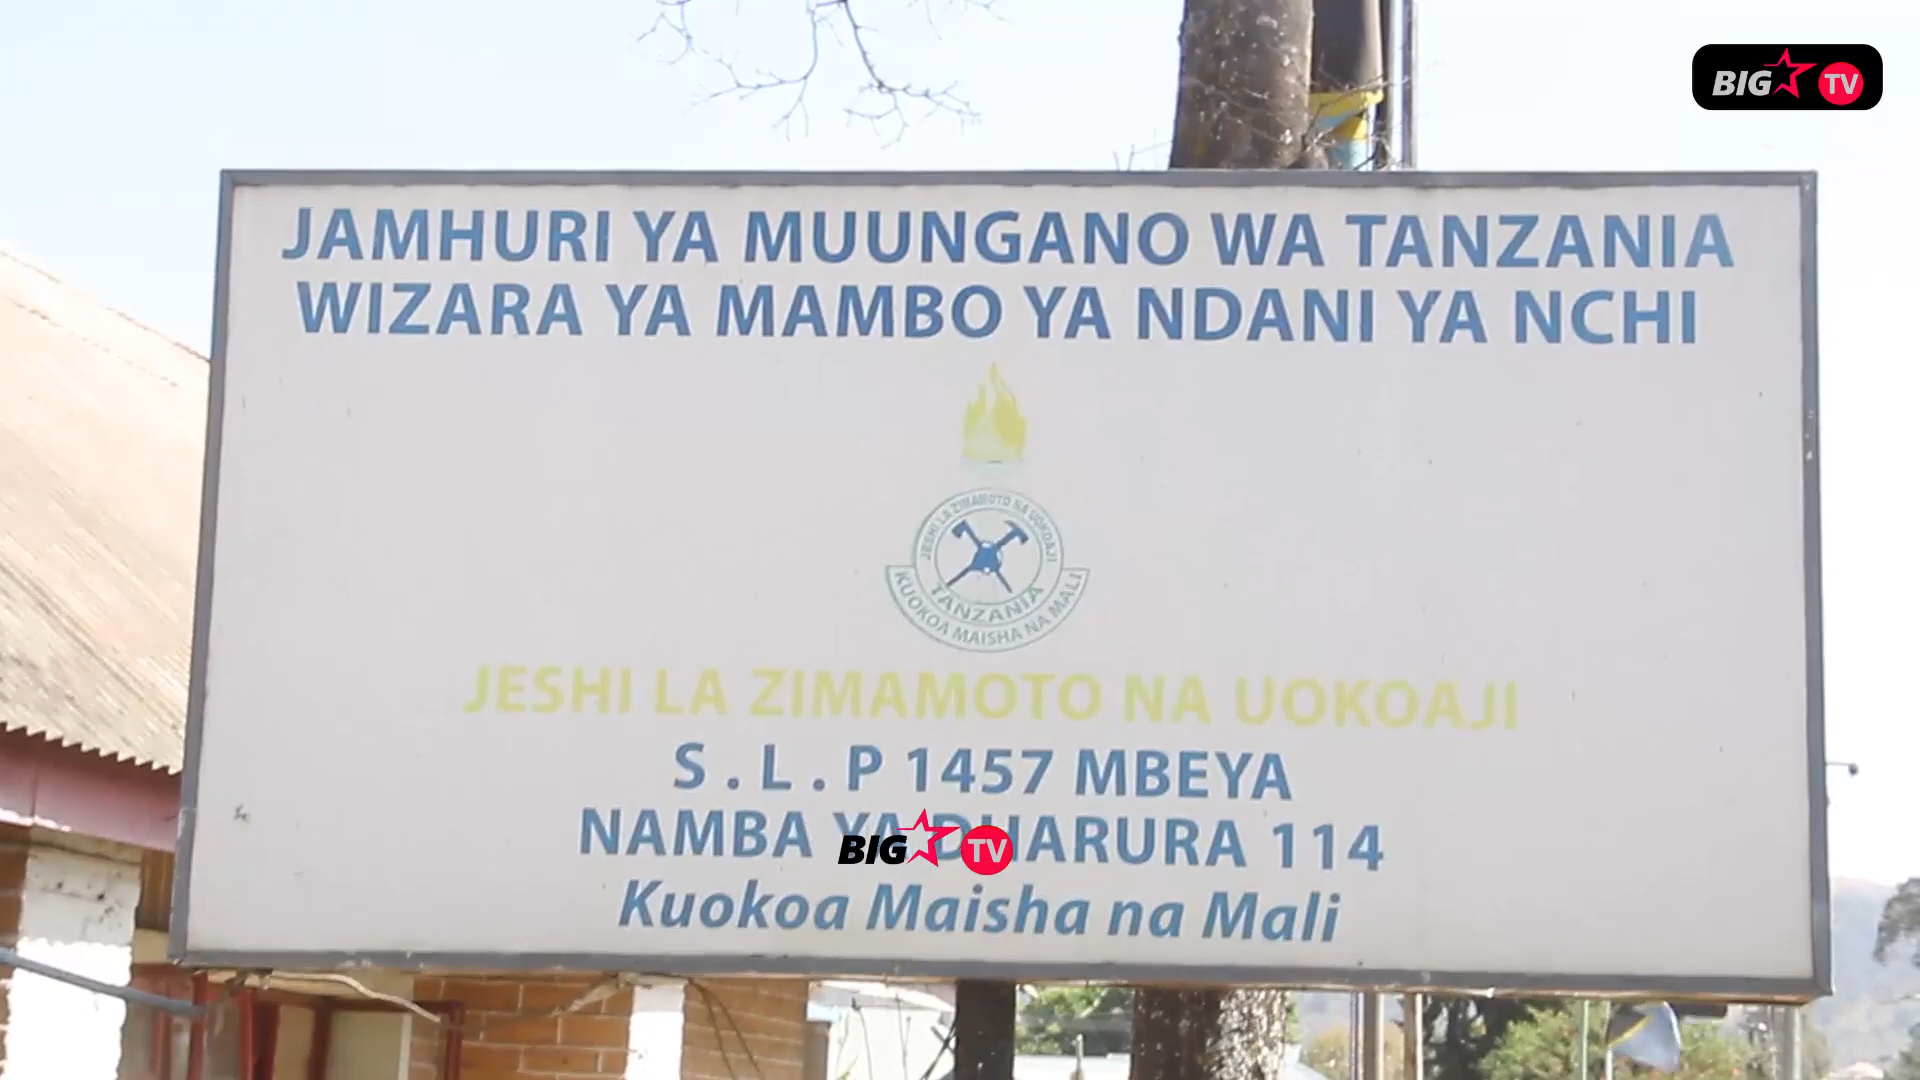 BIG TV
JAMHURI YA MUUNGANO WA TANZANIA
WIZARA YA MAMBO YA NDANI YA NCHI
JESHI LA ZIMAMOTO NA UOKOAJI
TANZANIA
KUOKOA MAISHA NA MALI
JESHI LA ZIMAMOTO NA UOKOAJI
S . L . P 1457 MBEYA
NAMBA YA DHARURA 114
BIG TV
Kuokoa Maisha na Mali